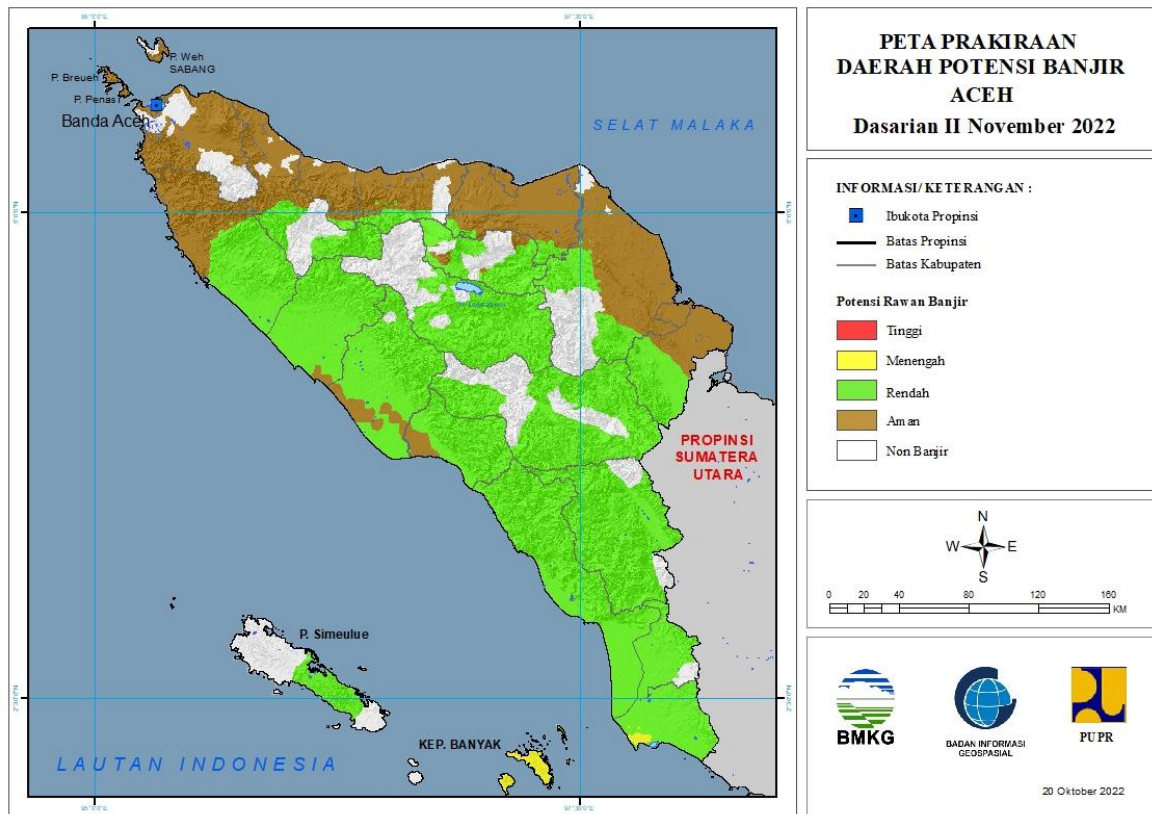 PETA PRAKIRAAN
DAERAH POTENSI BANJIR
ACEH
Dasarian II November 2022
INFORMASI/ KETERANGAN :
Ibukota Propinsi
Batas Propinsi
Batas Kabupaten
Potensi Rawan Banjir
Tinggi
Menengah
Rendah
Aman
Non Banjir
N
W E
S
0 20 40 80 120 160
KM
BMKG
BADAN INFORMASI
GEOSPASIAL
PUPR
20 Oktober 2022
P. Weh
SABANG
P. Breueh
P. Penasi
Banda Aceh
SELAT MALAKA
PROPINSI
SUMATERA
UTARA
P. Simeulue
KEP. BANYAK
LAUTAN INDONESIA